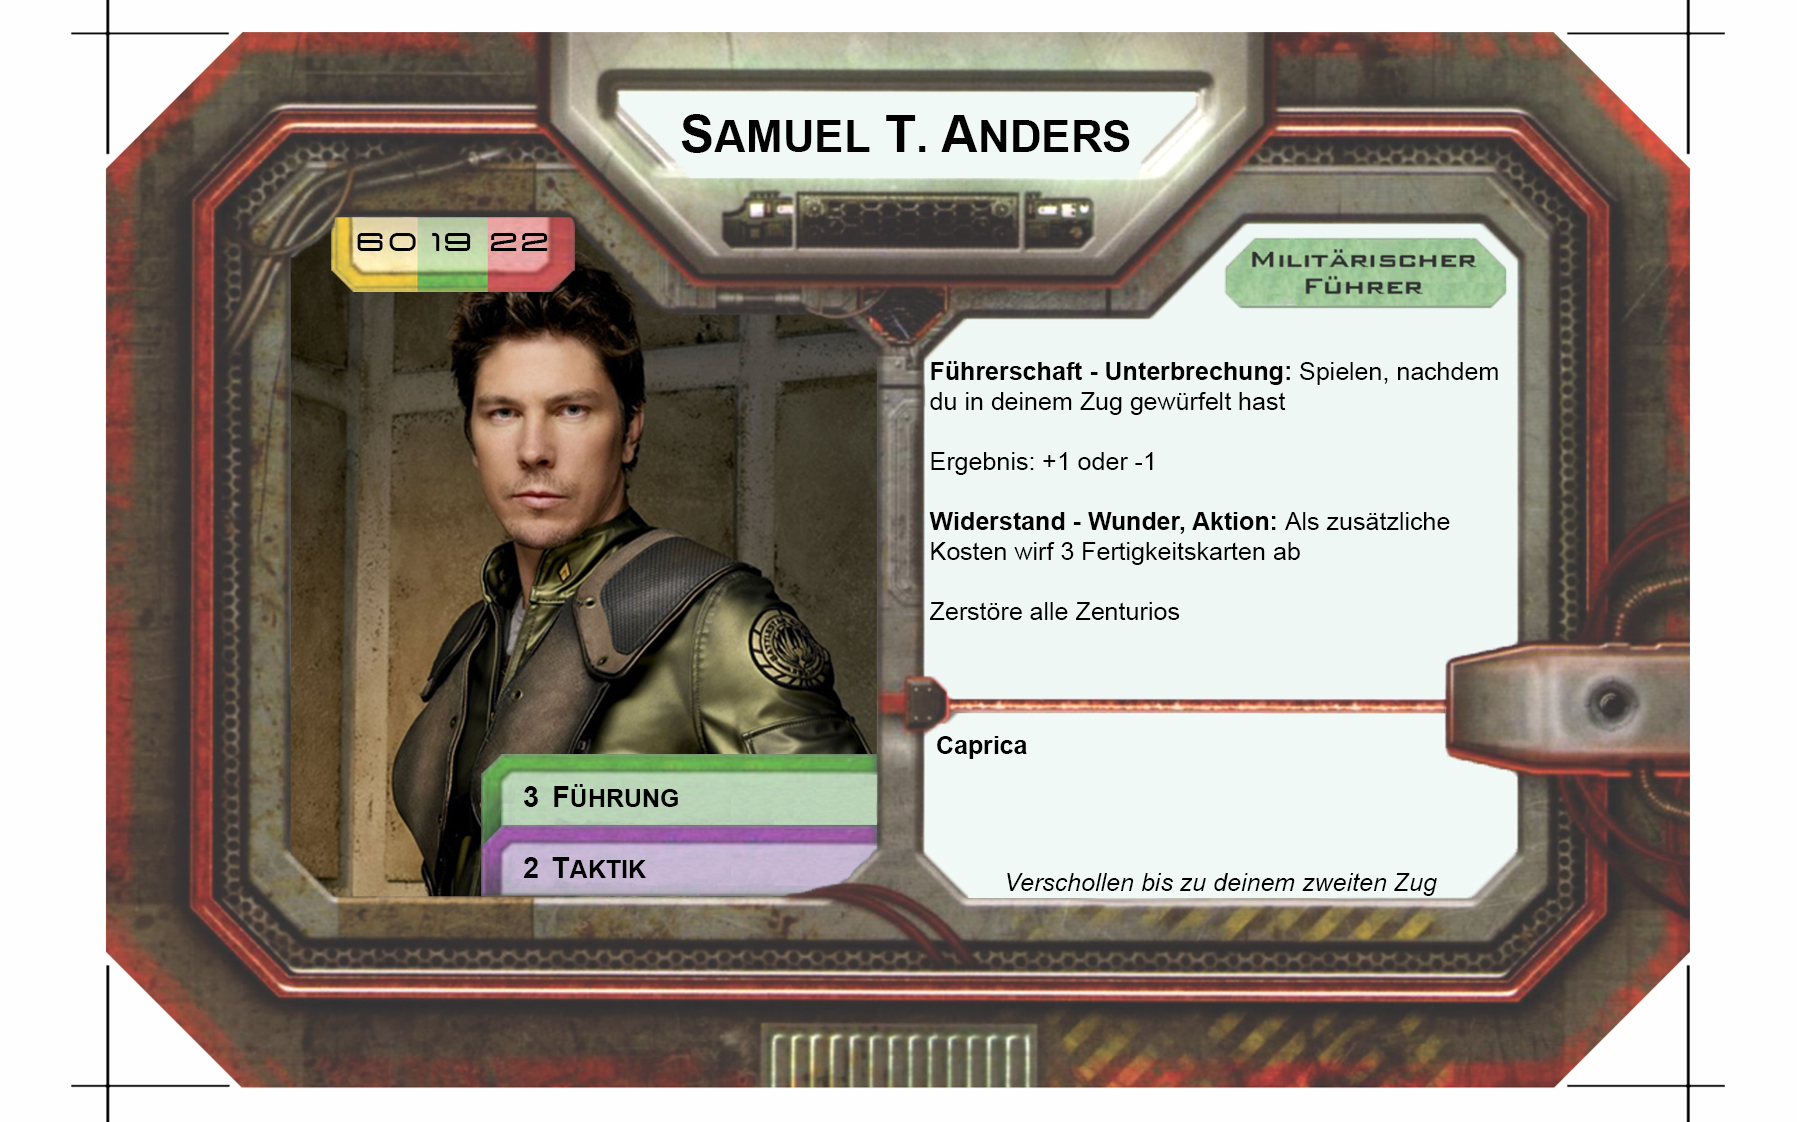 SAMUEL T. ANDERS
60 19 22
MILITÄRISCHER
FÜHRER
Führerschaft - Unterbrechung: Spielen, nachdem
du in deinem Zug gewürfelt hast
Ergebnis: +1 oder -1
Widerstand - Wunder, Aktion: Als zusätzliche
Kosten wirf 3 Fertigkeitskarten ab
Zerstöre alle Zenturios
3 FÜHRUNG
2 TAKTIK
Caprica
Verschollen bis zu deinem zweiten Zug